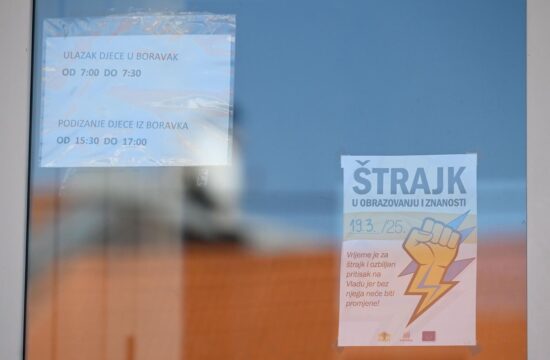 ULAZAK DJECE U BORAVAK
OD 7:00 DO 7:30
PODIZANJE DJECE IZ BORAVKA
OD 15:30 DO 17:00
ŠTRAJK
U OBRAZOVANJU I ZNANOSTI
19.3. /25.
Vrijeme je za
štrajk i ozbiljan
pritisak na
Vladu jer bez
njega neće biti
promjene!